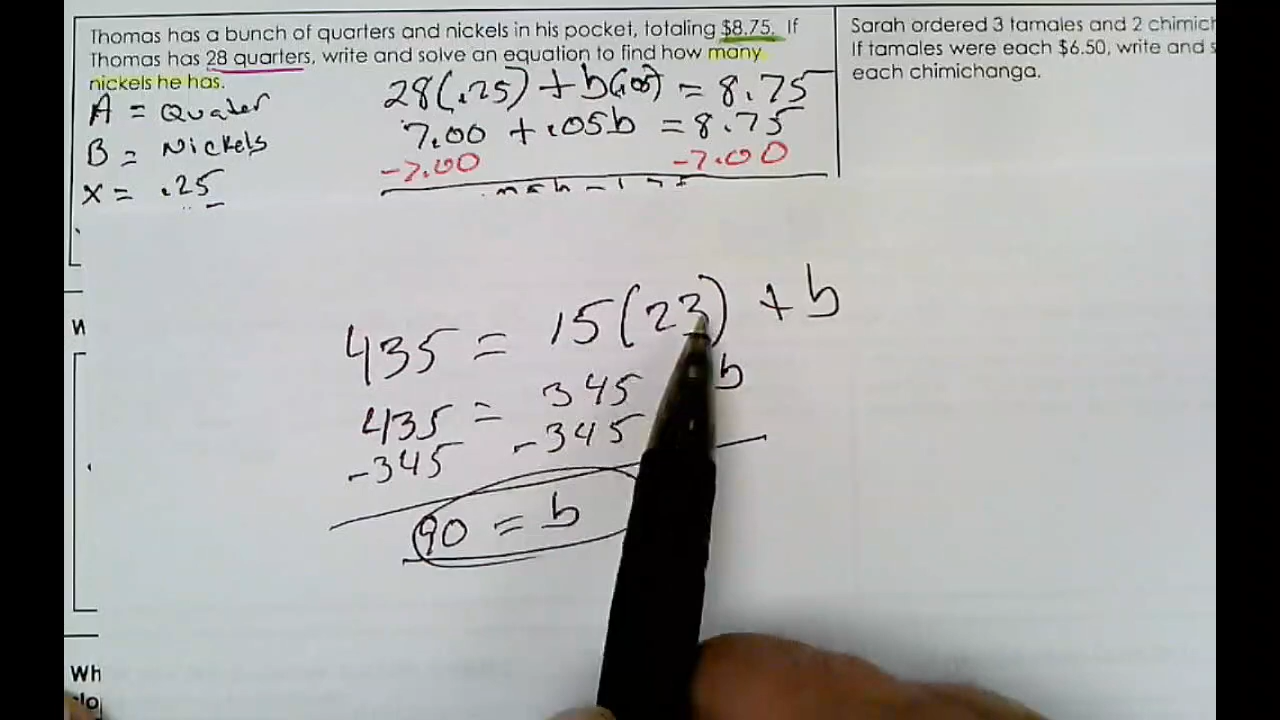 Thomas has a bunch of quarters and nickels in his pocket, totaling $8.75. If
Thomas has 28 quarters, write and solve an equation to find how many
nickels he has.
A = Quater
B = Nickels
X = .25
28(.25) + b(.05) = 8.75
7.00 + .05b = 8.75
-7.00 -7.00
Sarah ordered 3 tamales and 2
If tamales were each $6.50, write and
each chimichanga.
435 = 15(23) + b
435 = 345 b
-345 -345
90 = b